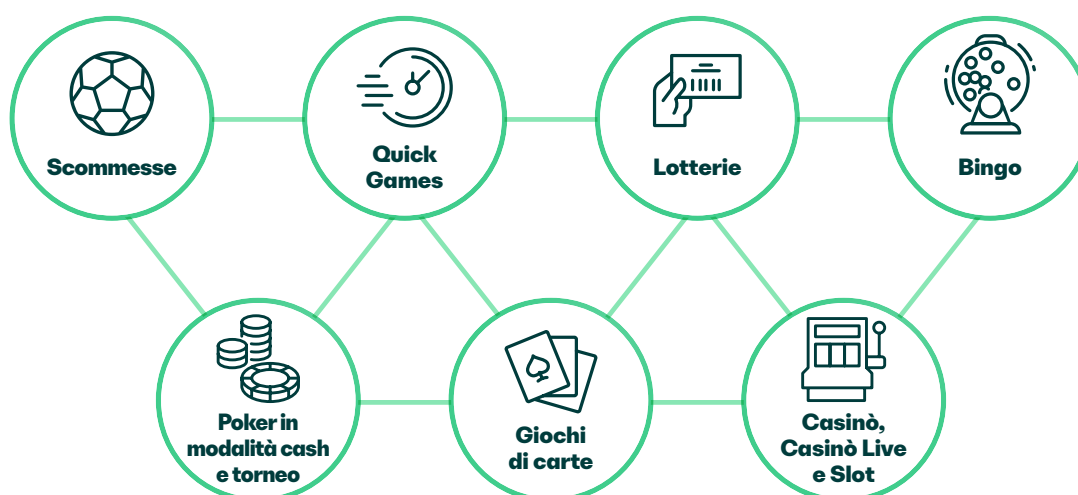 Scommesse
Quick
Games
Lotterie
Bingo
Poker in
modalità cash
e torneo
Giochi
di carte
Casinò,
Casinò Live
e Slot